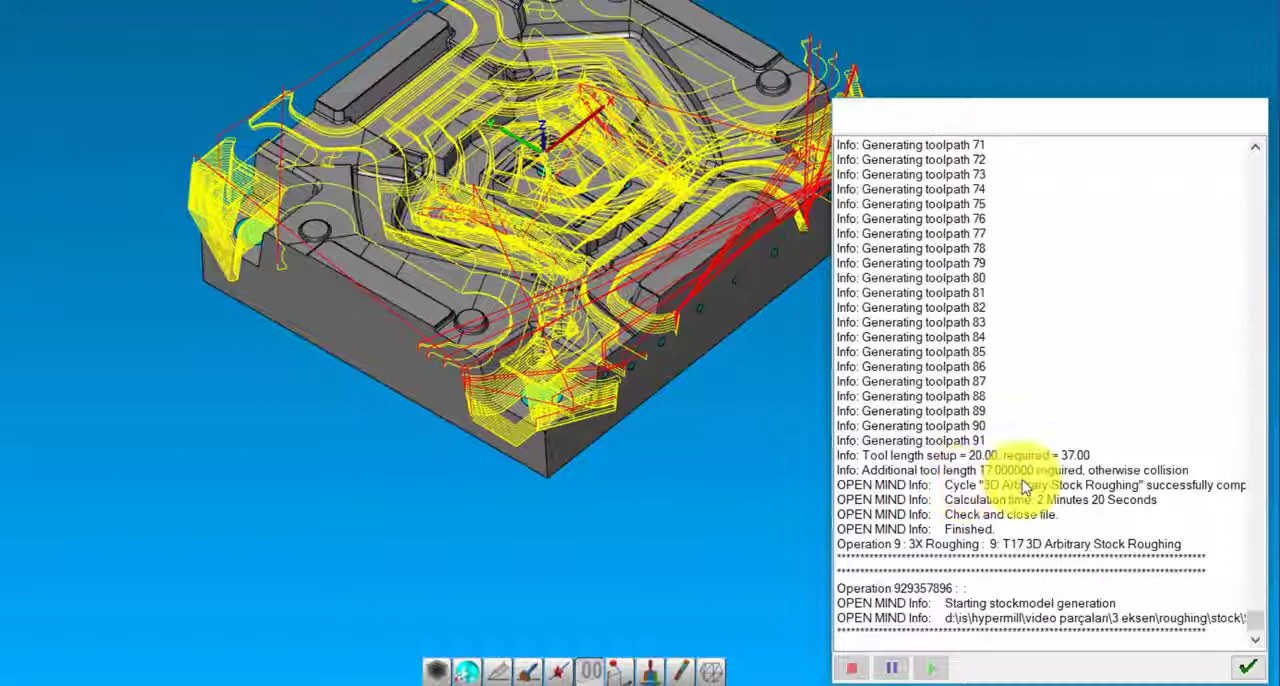 Info: Generating toolpath 71
Info: Generating toolpath 72
Info: Generating toolpath 73
Info: Generating toolpath 74
Info: Generating toolpath 75
Info: Generating toolpath 76
Info: Generating toolpath 77
Info: Generating toolpath 78
Info: Generating toolpath 79
Info: Generating toolpath 80
Info: Generating toolpath 81
Info: Generating toolpath 82
Info: Generating toolpath 83
Info: Generating toolpath 84
Info: Generating toolpath 85
Info: Generating toolpath 86
Info: Generating toolpath 87
Info: Generating toolpath 88
Info: Generating toolpath 89
Info: Generating toolpath 90
Info: Generating toolpath 91
Info: Tool length setup = 20.00, required = 37.00
Info: Additional tool length 17.000000 required, otherwise collision
OPEN MIND Info: Cycle "3D Arbitrary Stock Roughing" successfully comp
OPEN MIND Info: Calculation time: 2 Minutes 20 Seconds
OPEN MIND Info: Check and close file.
OPEN MIND Info: Finished.
Operation 9 : 3X Roughing : 9: T17 3D Arbitrary Stock Roughing
Operation 929357896 : :
OPEN MIND Info: Starting stockmodel generation
OPEN MIND Info: d:\is\hypermill\video parçaları\3 eksen\roughing\stock\
X
Z